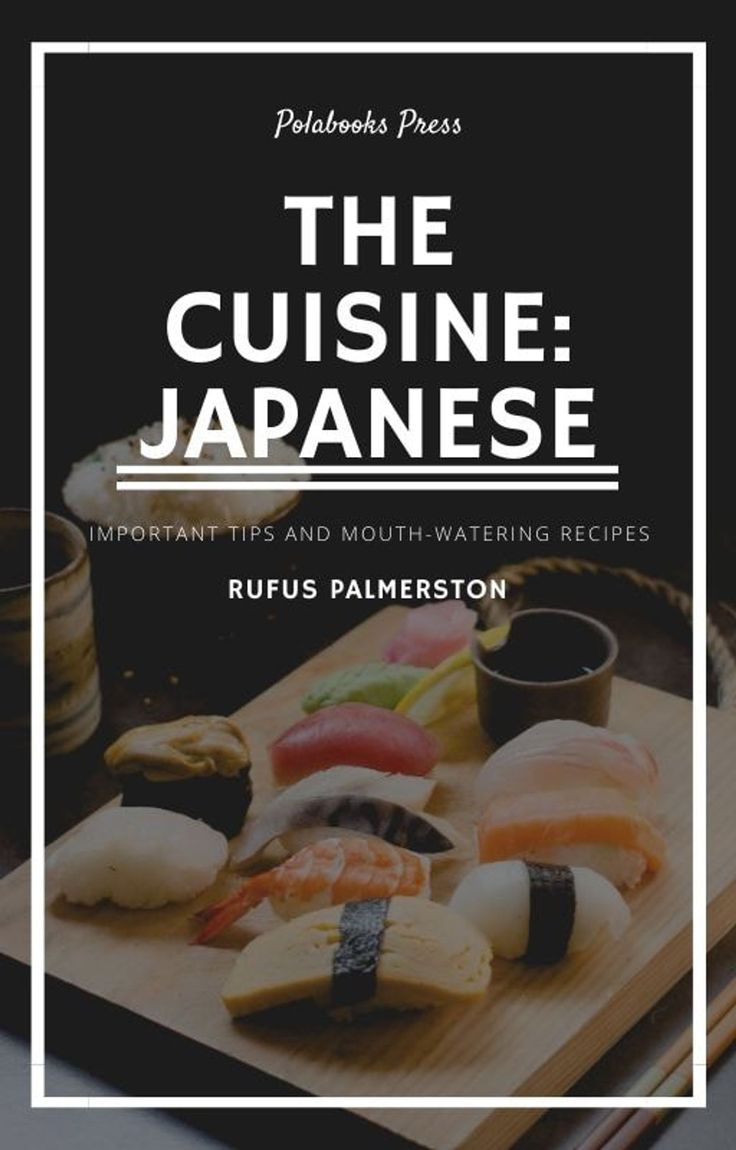 Polabooks Press
THE
CUISINE:
JAPANESE
IMPORTANT TIPS AND MOUTH-WATERING RECIPES
RUFUS PALMERSTON